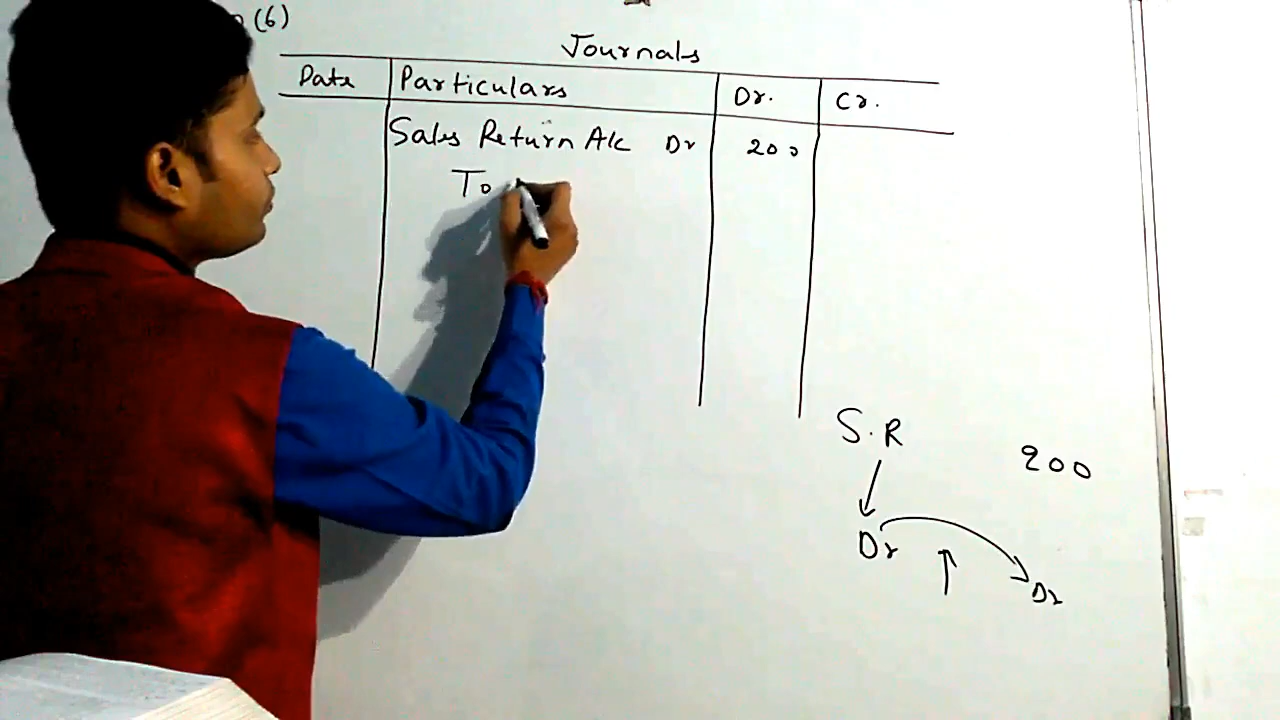 (6)
Journals
Date Particulars Dr. Cr.
Sales Return A/c Dr 200
To
S.R
200
Dr
Dr